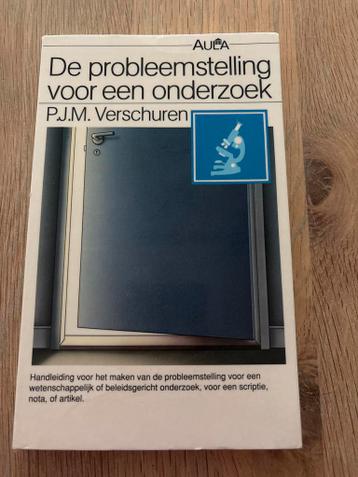 AULA
De probleemstelling
voor een onderzoek
P.J.M. Verschuren
Handleiding voor het maken van de probleemstelling voor een
wetenschappelijk of beleidsgericht onderzoek, voor een scriptie,
nota, of artikel.